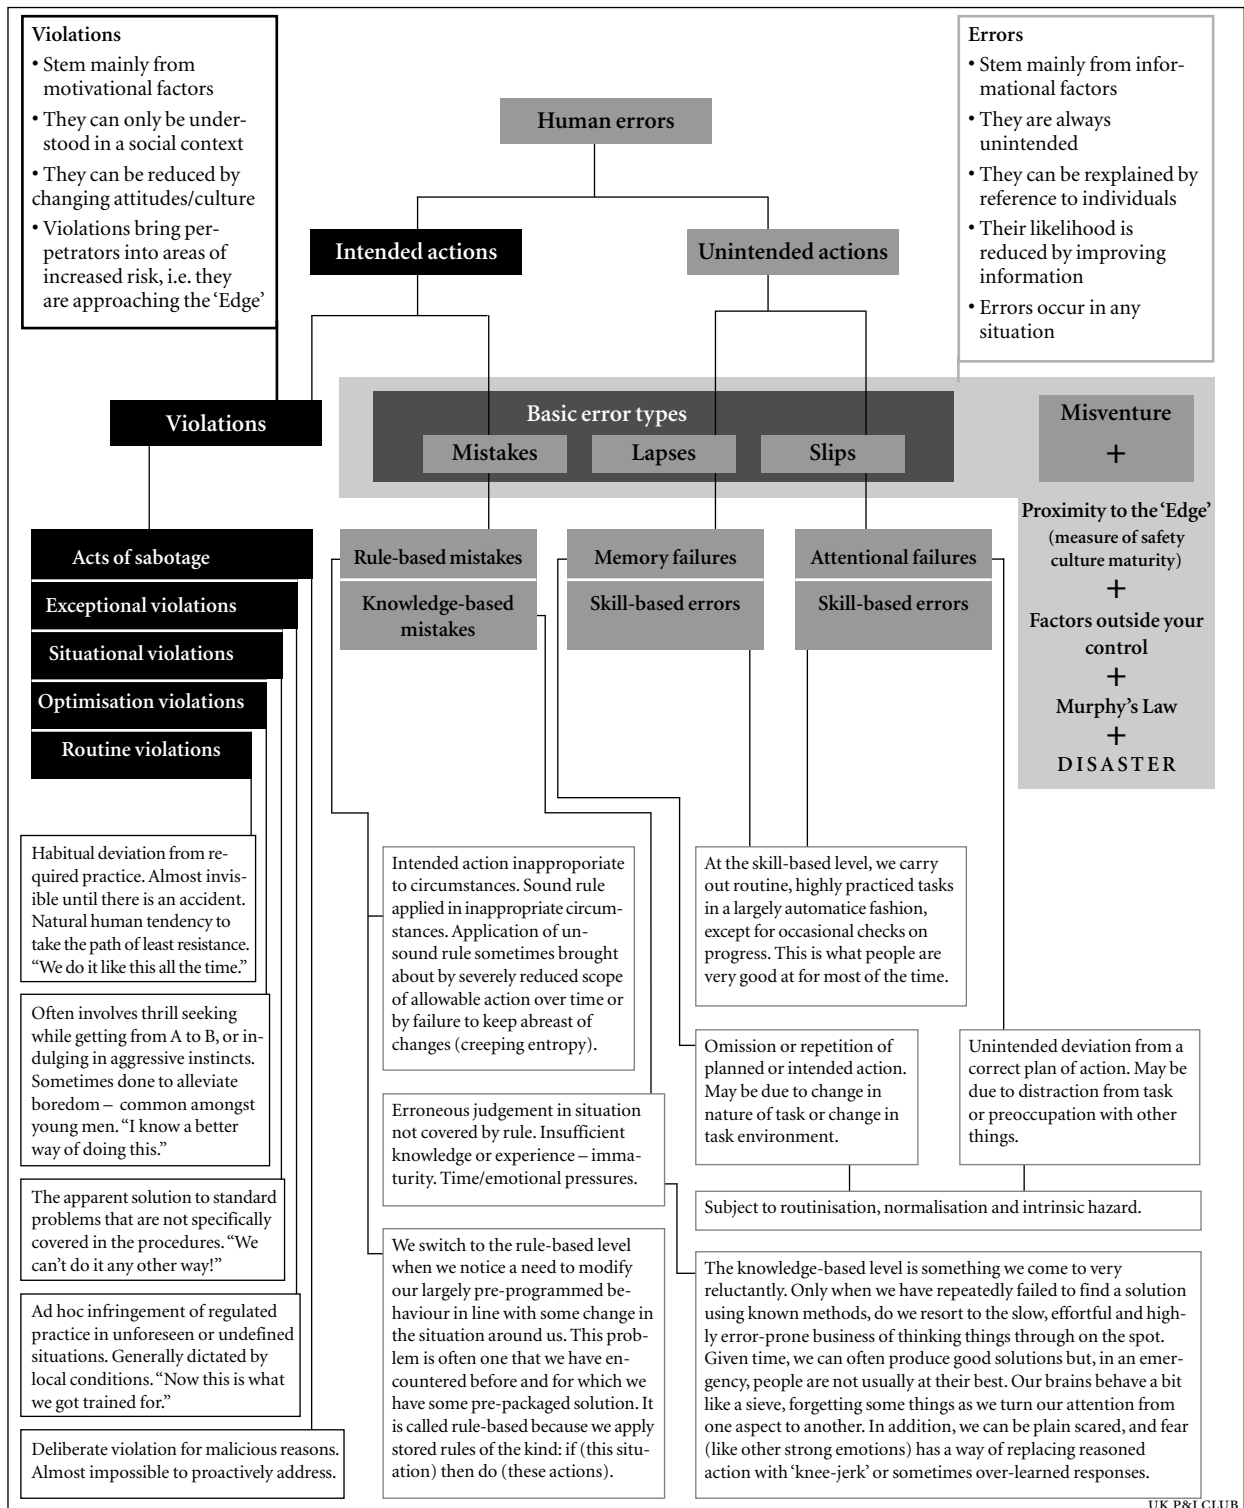 Violations
• Stem mainly from
motivational factors
• They can only be under-
stood in a social context
• They can be reduced by
changing attitudes/culture
• Violations bring per-
petrators into areas of
increased risk, i.e. they
are approaching the ‘Edge’
Errors
• Stem mainly from infor-
mational factors
• They are always
unintended
• They can be rexplained by
reference to individuals
• Their likelihood is
reduced by improving
information
• Errors occur in any
situation
Human errors
Intended actions
Unintended actions
Violations
Basic error types
Mistakes
Lapses
Slips
Misventure
+
Proximity to the ‘Edge’
(measure of safety
culture maturity)
+
Factors outside your
control
+
Murphy’s Law
+
DISASTER
Acts of sabotage
Exceptional violations
Situational violations
Optimisation violations
Routine violations
Rule-based mistakes
Knowledge-based
mistakes
Memory failures
Skill-based errors
Attentional failures
Skill-based errors
Habitual deviation from re-
quired practice. Almost invis-
ible until there is an accident.
Natural human tendency to
take the path of least resistance.
“We do it like this all the time.”
Often involves thrill seeking
while getting from A to B, or in-
dulging in aggressive instincts.
Sometimes done to alleviate
boredom – common amongst
young men. “I know a better
way of doing this.”
The apparent solution to standard
problems that are not specifically
covered in the procedures. “We
can’t do it any other way!”
Ad hoc infringement of regulated
practice in unforeseen or undefined
situations. Generally dictated by
local conditions. “Now this is what
we got trained for.”
Deliberate violation for malicious reasons.
Almost impossible to proactively address.
Intended action inapproporiate
to circumstances. Sound rule
applied in inappropriate circum-
stances. Application of un-
sound rule sometimes brought
about by severely reduced scope
of allowable action over time or
by failure to keep abreast of
changes (creeping entropy).
Erroneous judgement in situation
not covered by rule. Insufficient
knowledge or experience – imma-
turity. Time/emotional pressures.
We switch to the rule-based level
when we notice a need to modify
our largely pre-programmed be-
haviour in line with some change in
the situation around us. This prob-
lem is often one that we have en-
countered before and for which we
have some pre-packaged solution. It
is called rule-based because we apply
stored rules of the kind: if (this situ-
ation) then do (these actions).
At the skill-based level, we carry
out routine, highly practiced tasks
in a largely automatice fashion,
except for occasional checks on
progress. This is what people are
very good at for most of the time.
Omission or repetition of
planned or intended action.
May be due to change in
nature of task or change in
task environment.
Unintended deviation from a
correct plan of action. May be
due to distraction from task
or preoccupation with other
things.
Subject to routinisation, normalisation and intrinsic hazard.
The knowledge-based level is something we come to very
reluctantly. Only when we have repeatedly failed to find a solution
using known methods, do we resort to the slow, effortful and high-
ly error-prone business of thinking things through on the spot.
Given time, we can often produce good solutions but, in an emer-
gency, people are not usually at their best. Our brains behave a bit
like a sieve, forgetting some things as we turn our attention from
one aspect to another. In addition, we can be plain scared, and fear
(like other strong emotions) has a way of replacing reasoned
action with ‘knee-jerk’ or sometimes over-learned responses.
UK P&I CLUB